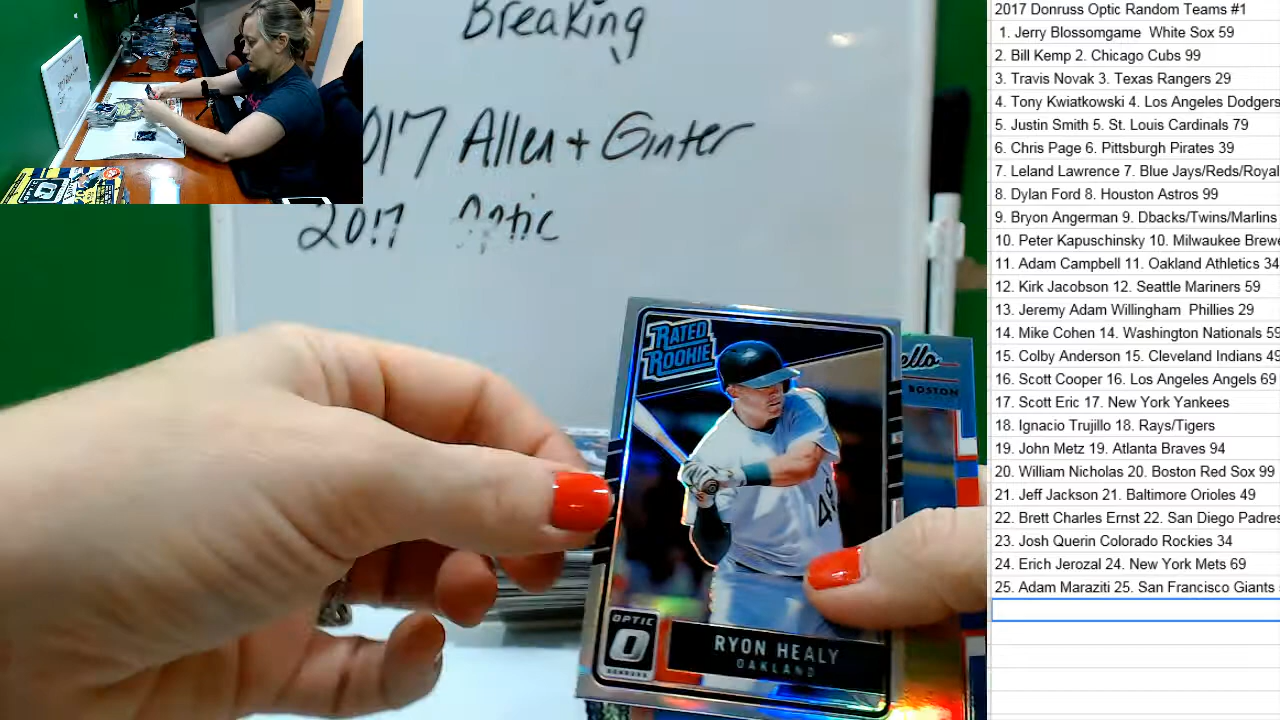 Breaking
2017 Allen + Ginter
2017 Optic
RATED
ROOKIE
ello
BOSTON
OPTIC
DONRUSS
RYON HEALY
OAKLAND
2017 Donruss Optic Random Teams #1
1. Jerry Blossomgame White Sox 59
2. Bill Kemp 2. Chicago Cubs 99
3. Travis Novak 3. Texas Rangers 29
4. Tony Kwiatkowski 4. Los Angeles Dodgers
5. Justin Smith 5. St. Louis Cardinals 79
6. Chris Page 6. Pittsburgh Pirates 39
7. Leland Lawrence 7. Blue Jays/Reds/Royal
8. Dylan Ford 8. Houston Astros 99
9. Bryon Angerman 9. Dbacks/Twins/Marlins
10. Peter Kapuschinsky 10. Milwaukee Brewe
11. Adam Campbell 11. Oakland Athletics 34
12. Kirk Jacobson 12. Seattle Mariners 59
13. Jeremy Adam Willingham Phillies 29
14. Mike Cohen 14. Washington Nationals 59
15. Colby Anderson 15. Cleveland Indians 49
16. Scott Cooper 16. Los Angeles Angels 69
17. Scott Eric 17. New York Yankees
18. Ignacio Trujillo 18. Rays/Tigers
19. John Metz 19. Atlanta Braves 94
20. William Nicholas 20. Boston Red Sox 99
21. Jeff Jackson 21. Baltimore Orioles 49
22. Brett Charles Ernst 22. San Diego Padres
23. Josh Querin Colorado Rockies 34
24. Erich Jerozal 24. New York Mets 69
25. Adam Maraziti 25. San Francisco Giants